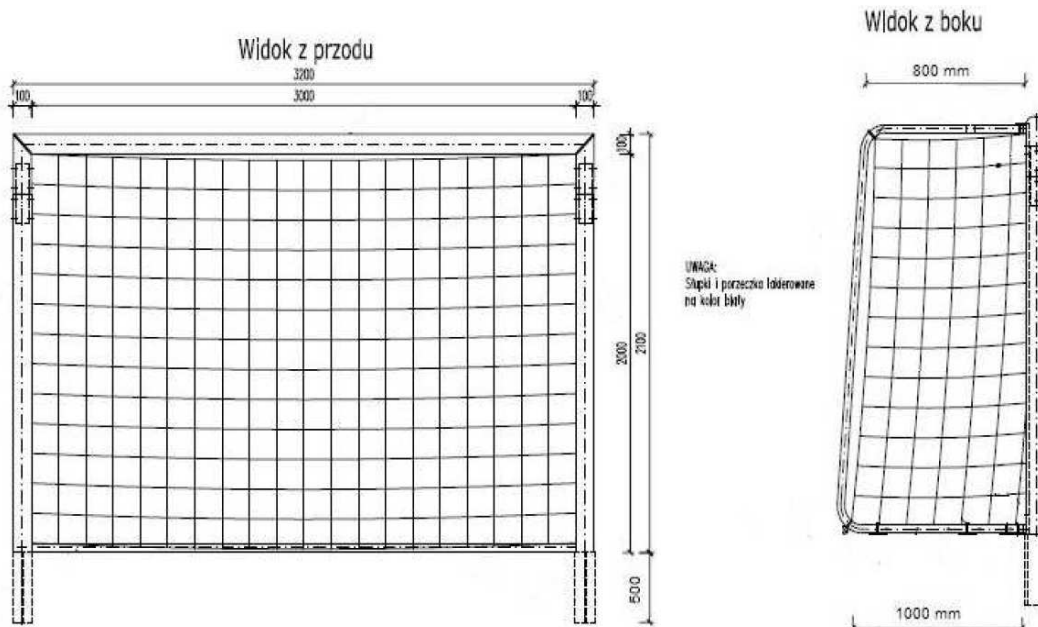 Widok z przodu
3200
100
3000
100
100
2000
2100
500
UWAGA:
Słupki i porzeczka lakierowane
na kolor biały
Widok z boku
800 mm
1000 mm